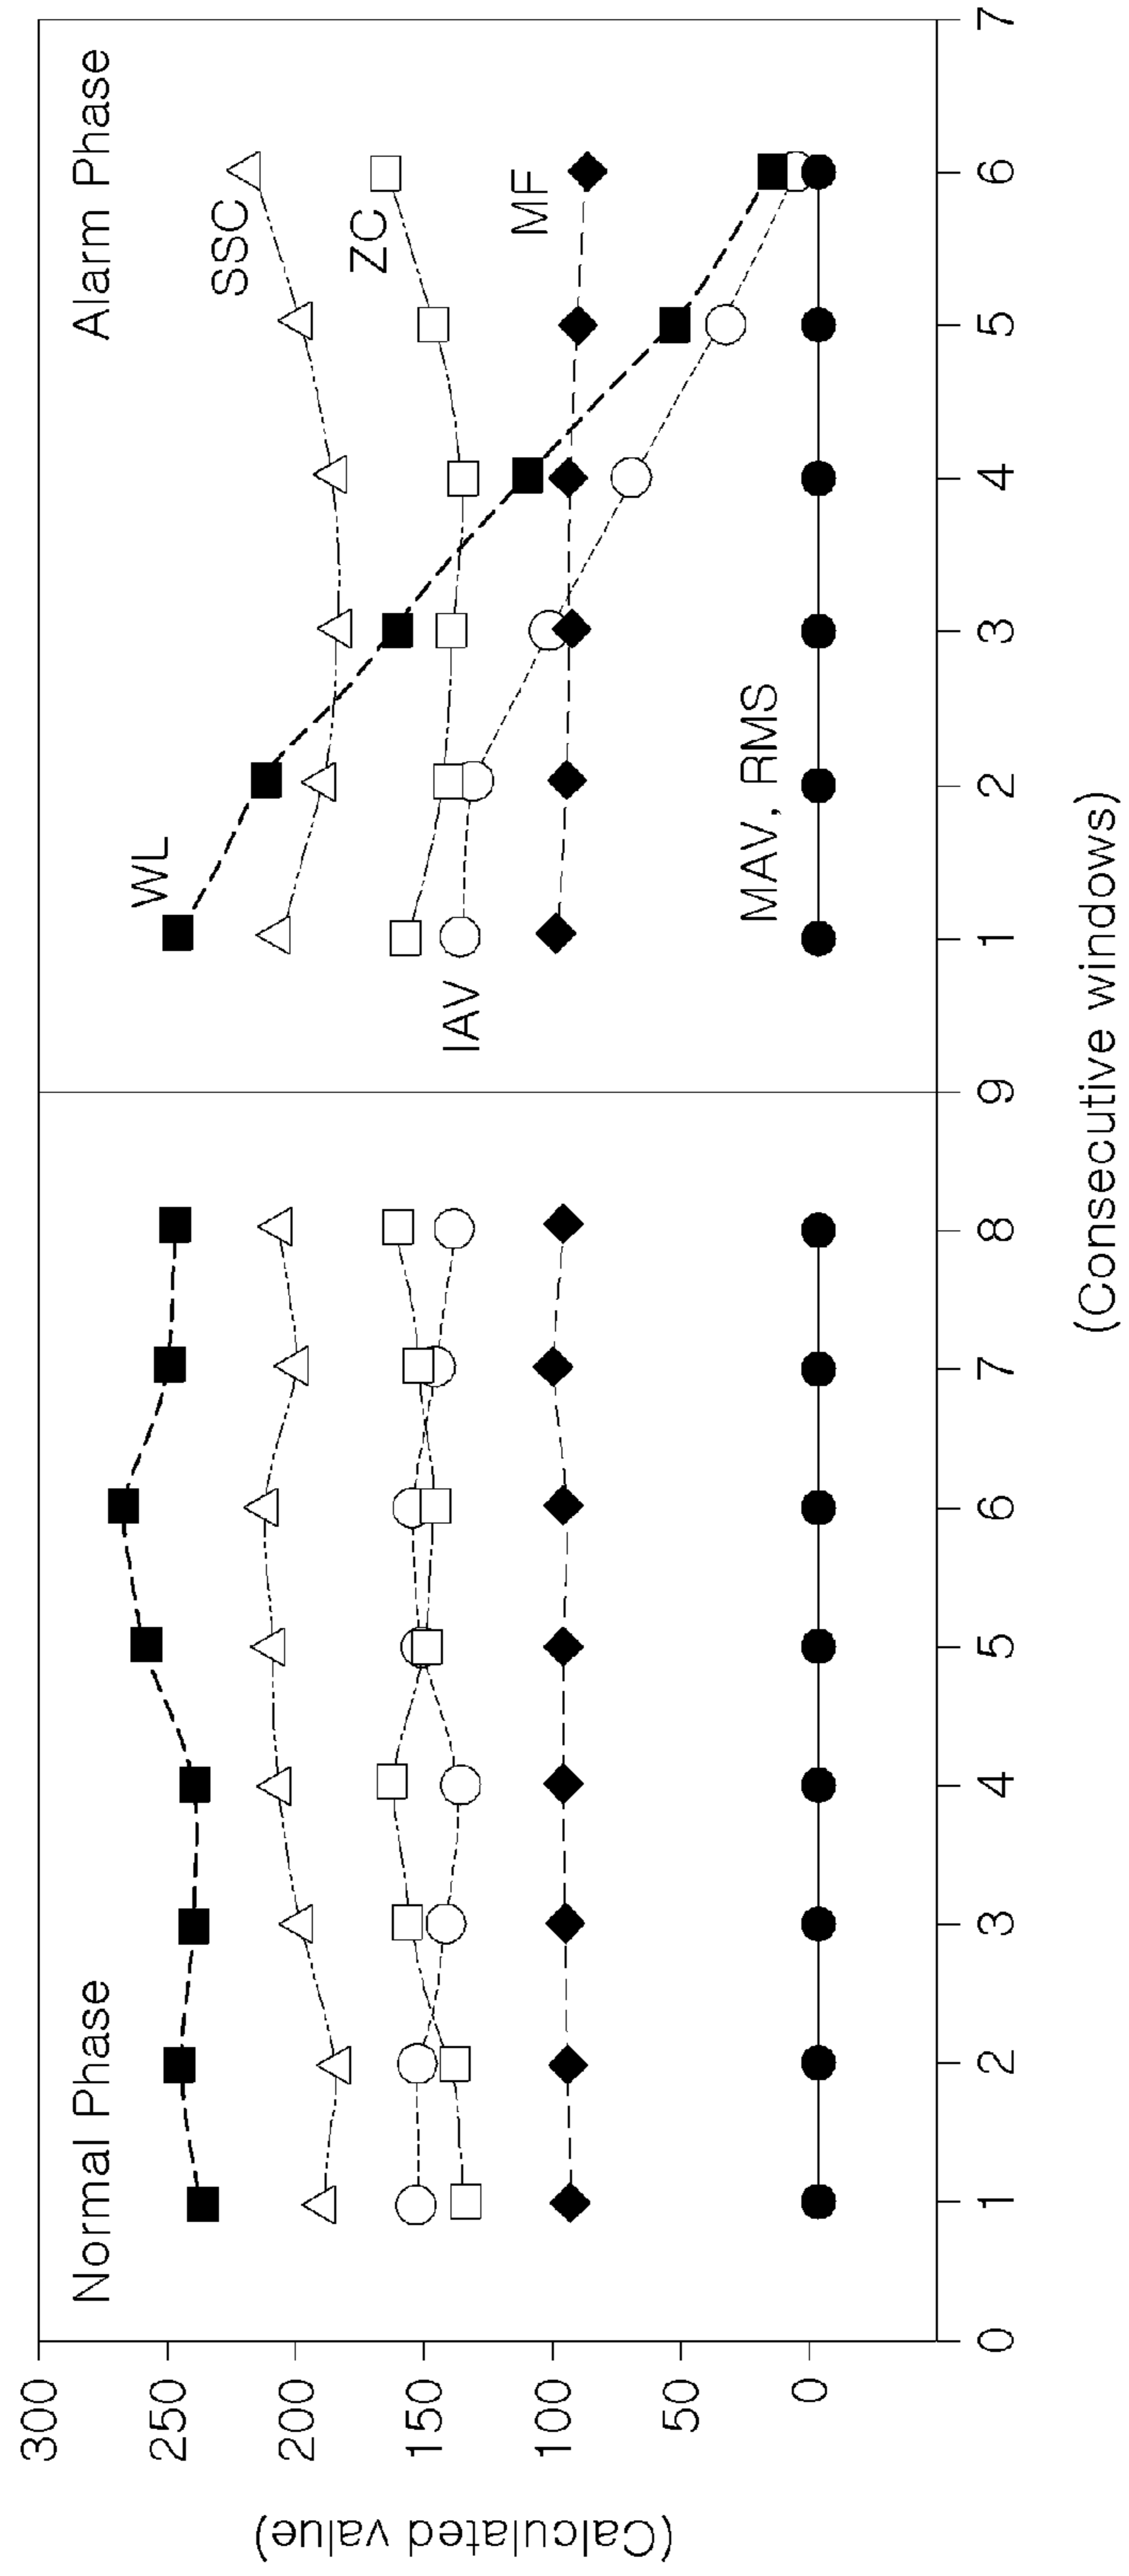 Normal Phase
Alarm Phase
WL
SSC
ZC
IAV
MF
MAV, RMS
300
250
200
150
100
50
0
(Calculated value)
0 1 2 3 4 5 6 7 8 9 1 2 3 4 5 6 7
(Consecutive windows)